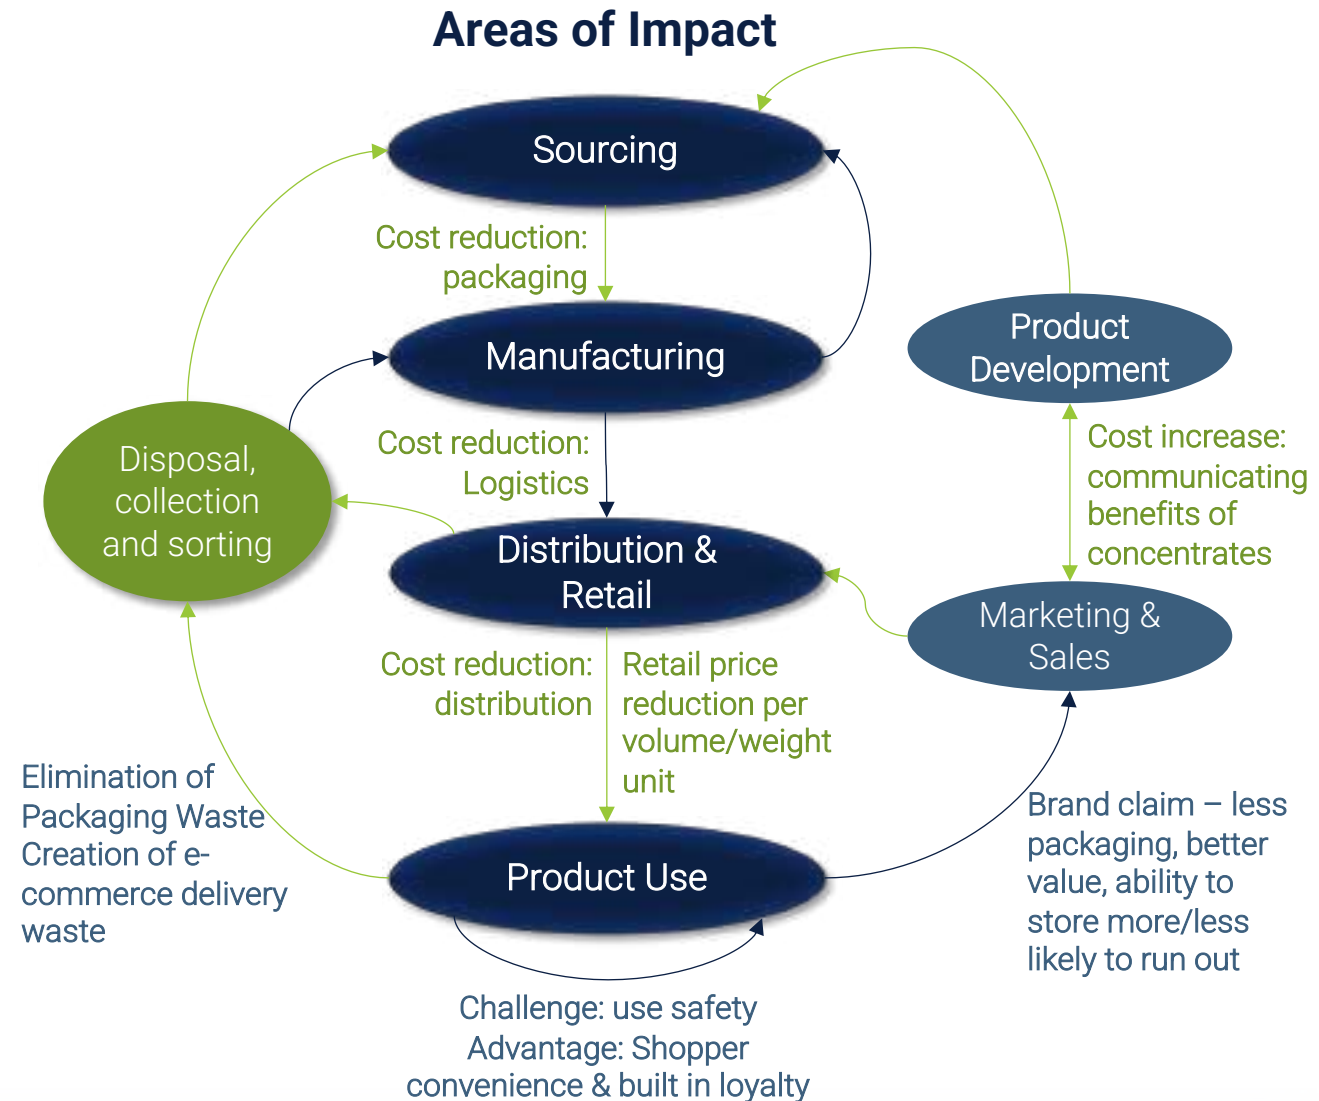 Areas of Impact
Sourcing
Cost reduction:
packaging
Manufacturing
Product
Development
Cost reduction:
Logistics
Cost increase:
communicating
benefits of
concentrates
Disposal,
collection
and sorting
Distribution &
Retail
Marketing &
Sales
Cost reduction:
distribution
Retail price
reduction per
volume/weight
unit
Elimination of
Packaging Waste
Creation of e-
commerce delivery
waste
Product Use
Brand claim – less
packaging, better
value, ability to
store more/less
likely to run out
Challenge: use safety
Advantage: Shopper
convenience & built in loyalty